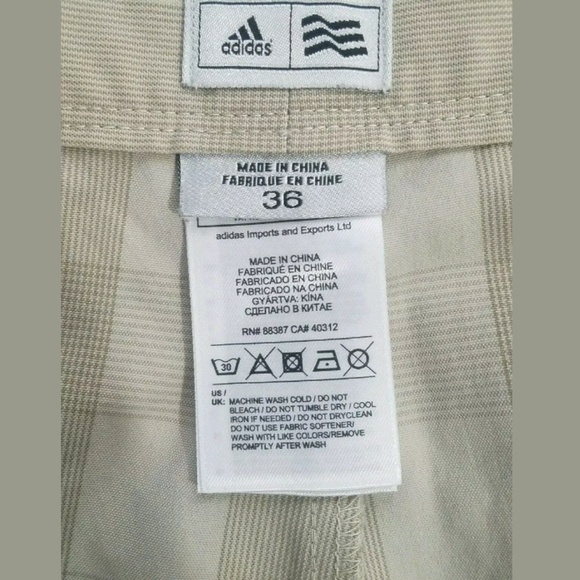 adidas
MADE IN CHINA
FABRIQUE EN CHINE
36
adidas Imports and Exports Ltd
MADE IN CHINA
FABRIQUÉ EN CHINE
FABRICADO EN CHINA
FABRICADO NA CHINA
GYÁRTVA: KÍNA
СДЕЛАНО В КИТАЕ
RN# 88387 CA# 40312
30
US /
UK: MACHINE WASH COLD / DO NOT
BLEACH / DO NOT TUMBLE DRY / COOL
IRON IF NEEDED / DO NOT DRYCLEAN
DO NOT USE FABRIC SOFTENER/
WASH WITH LIKE COLORS/REMOVE
PROMPTLY AFTER WASH